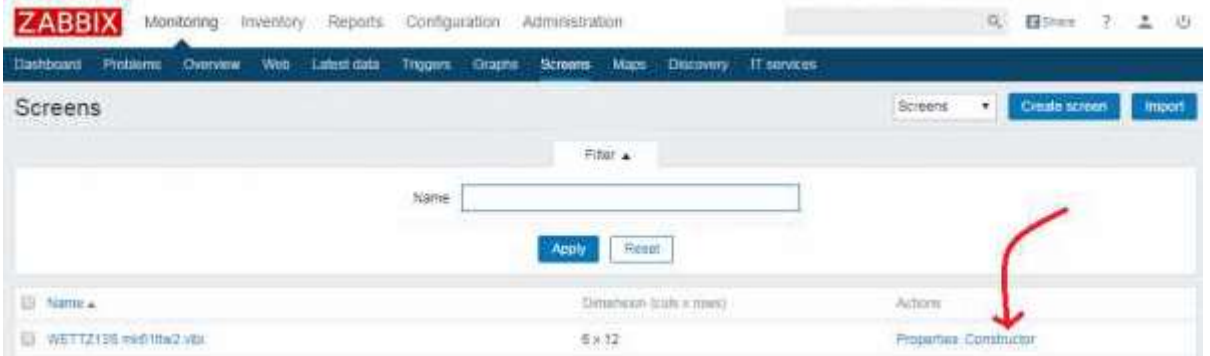 ZABBIX Monitoring Inventory Reports Configuration Administration Share ?
Dashboard Problems Overview Web Latest data Triggers Graphs Screens Maps Discovery IT services
Screens Screens Create screen Import
Filter
Name
Apply Reset
Name Dimension (cols x rows) Actions
6 x 12 Properties Constructor